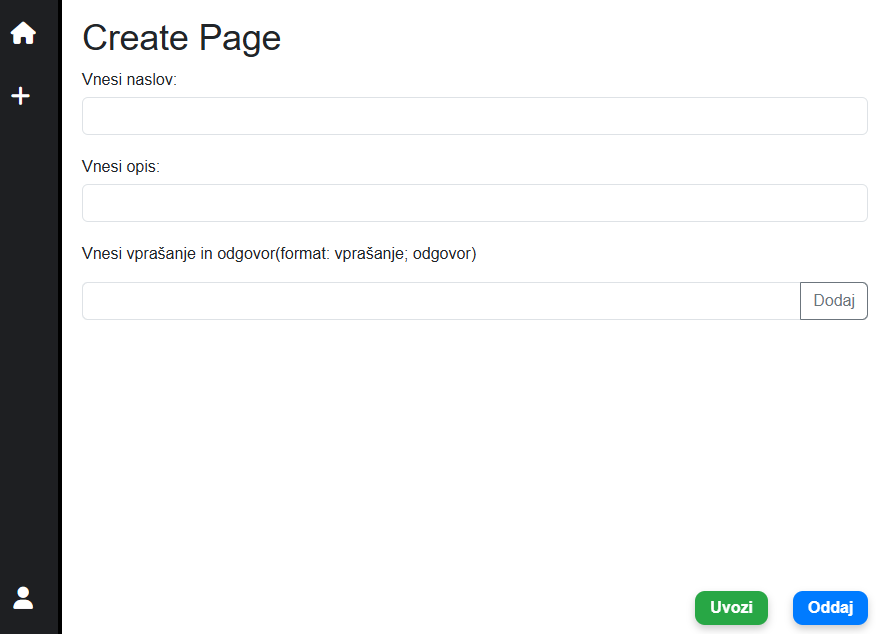 Create Page
Vnesi naslov:
Vnesi opis:
Vnesi vprašanje in odgovor(format: vprašanje; odgovor)
Dodaj
Uvozi
Oddaj